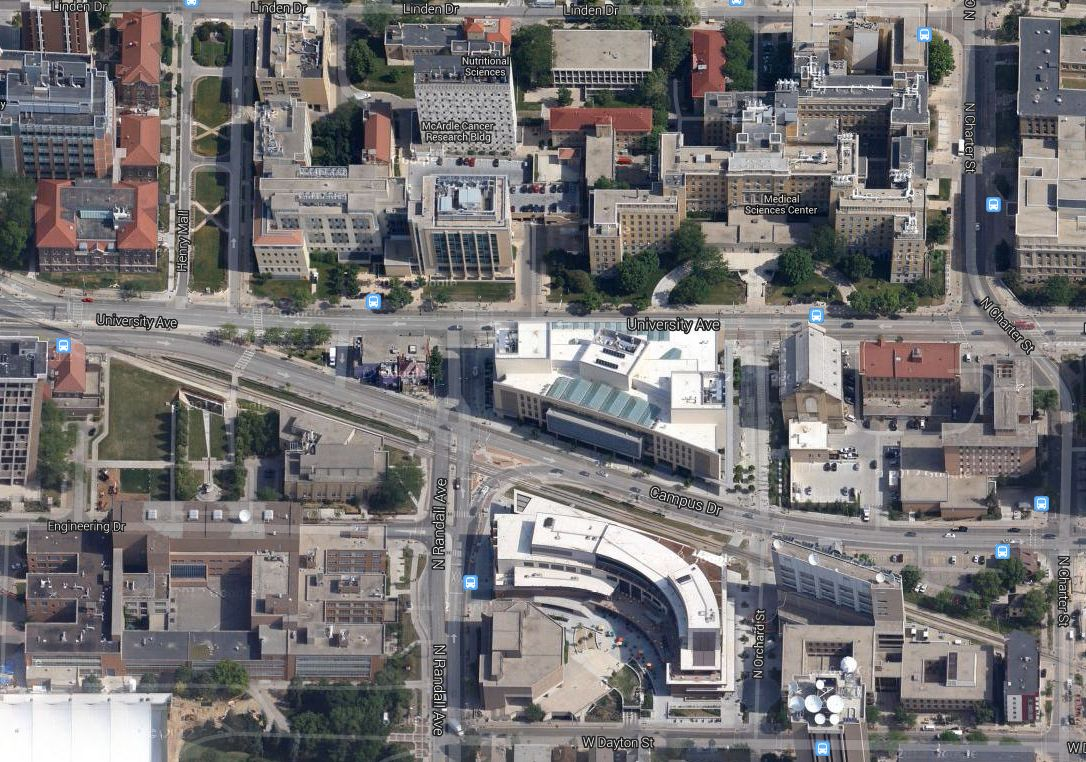 Linden Dr
Linden Dr
Linden Dr
Linden Dr
N Charter St
Nutritional
Sciences
McArdle Cancer
Research Bldg
Medical
Sciences Center
Henry Mall
University Ave
University Ave
N Charter St
Campus Dr
N Randall Ave
Engineering Dr
N Charter St
N Orchard St
N Randall Ave
W Dayton St
W D